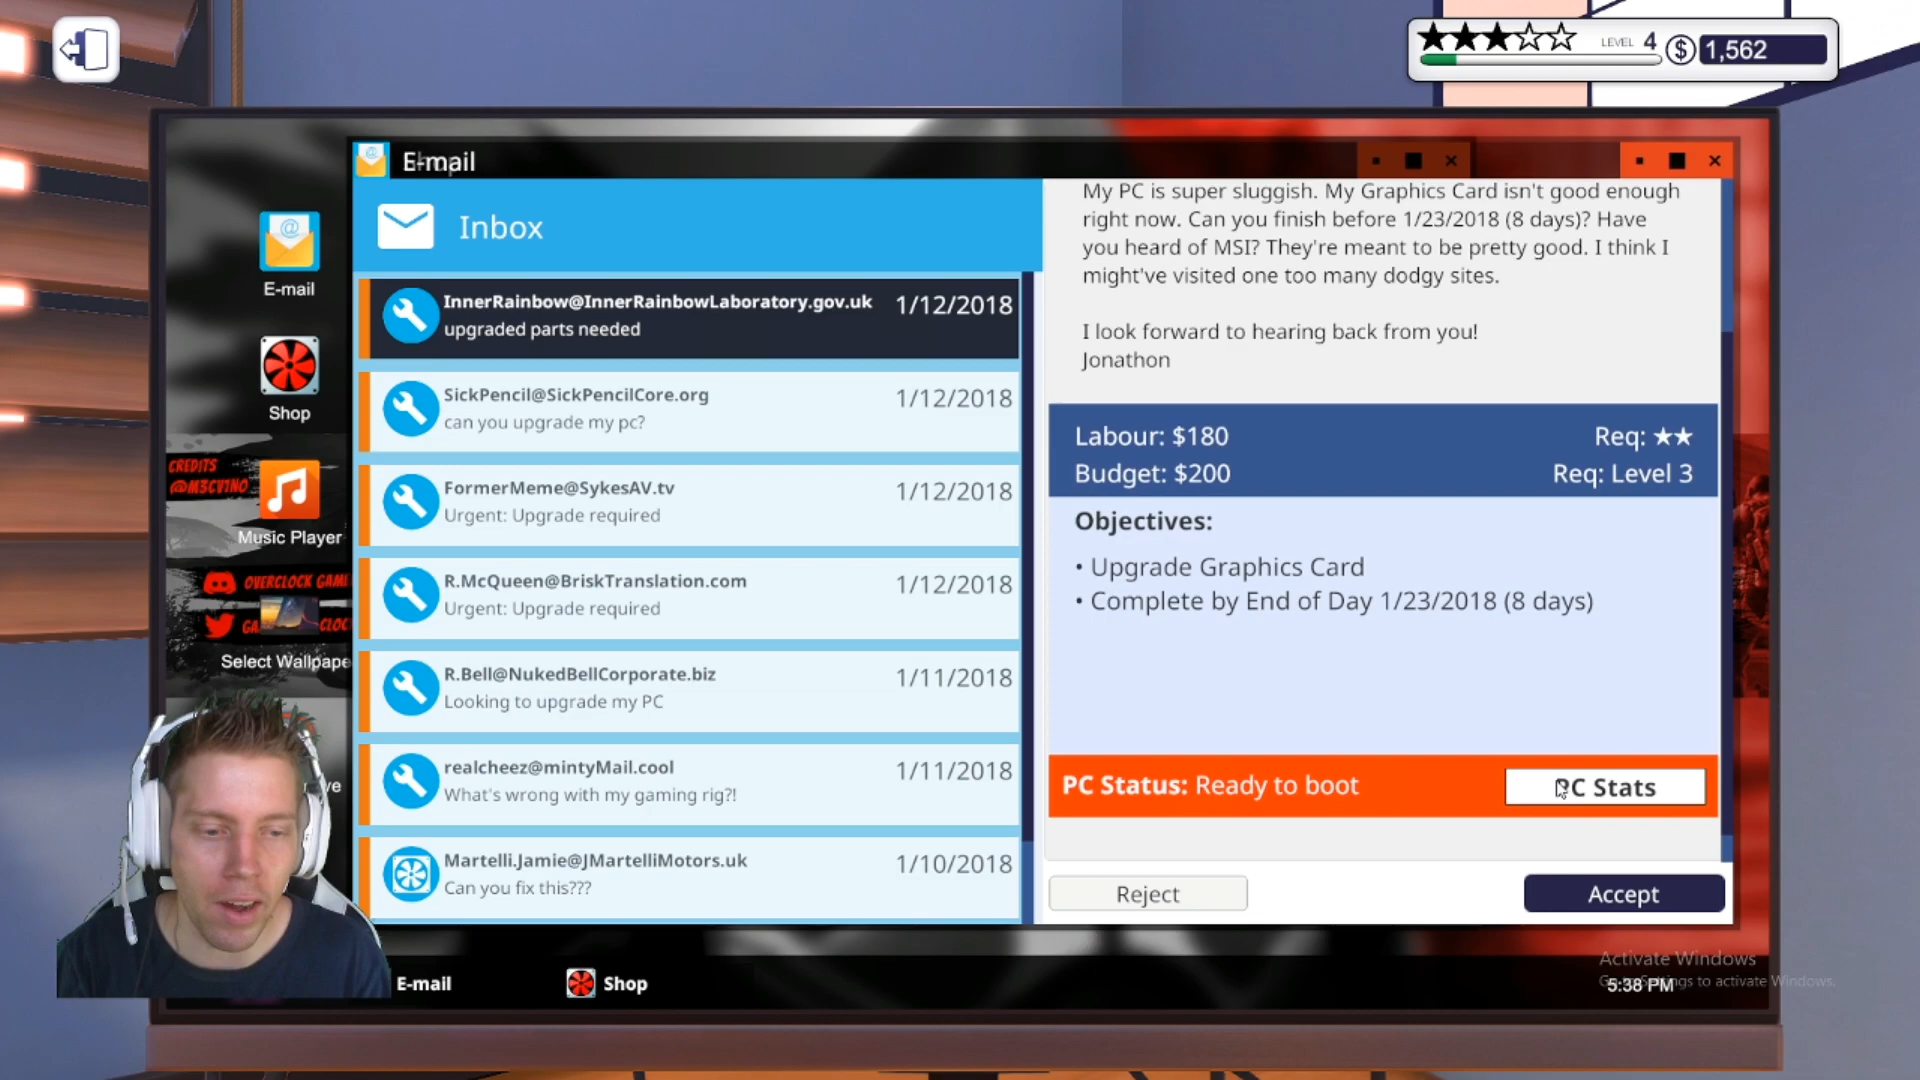 ★★★☆☆ LEVEL 4 $ 1,562
E-mail
E-mail
Shop
CREDITS
@M3CV1NO
Music Player
OVERCLOCK GAMI
Select Wallpape
Inbox
InnerRainbow@InnerRainbowLaboratory.gov.uk 1/12/2018
upgraded parts needed
SickPencil@SickPencilCore.org 1/12/2018
can you upgrade my pc?
FormerMeme@SykesAV.tv 1/12/2018
Urgent: Upgrade required
R.McQueen@BriskTranslation.com 1/12/2018
Urgent: Upgrade required
R.Bell@NukedBellCorporate.biz 1/11/2018
Looking to upgrade my PC
realcheez@mintyMail.cool 1/11/2018
What's wrong with my gaming rig?!
Martelli.Jamie@JMartelliMotors.uk 1/10/2018
Can you fix this???
My PC is super sluggish. My Graphics Card isn't good enough
right now. Can you finish before 1/23/2018 (8 days)? Have
you heard of MSI? They're meant to be pretty good. I think I
might've visited one too many dodgy sites.
I look forward to hearing back from you!
Jonathon
Labour: $180 Req: ★★
Budget: $200 Req: Level 3
Objectives:
• Upgrade Graphics Card
• Complete by End of Day 1/23/2018 (8 days)
PC Status: Ready to boot PC Stats
Reject Accept
E-mail Shop
Activate Windows
5:38 PM